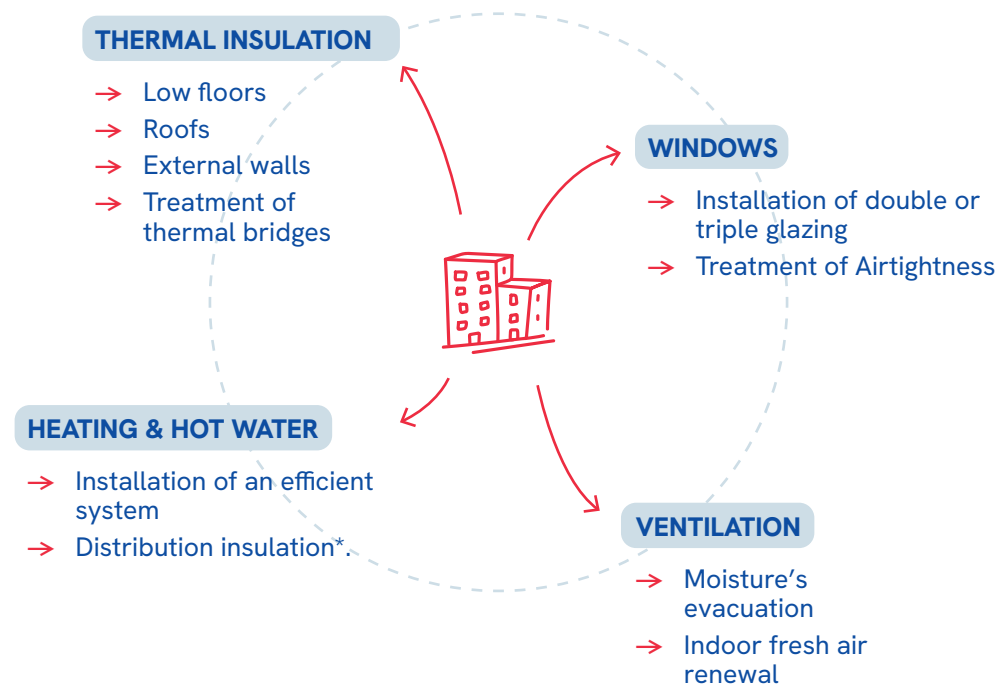 THERMAL INSULATION
Low floors
Roofs
External walls
Treatment of
thermal bridges
WINDOWS
Installation of double or
triple glazing
Treatment of Airtightness
HEATING & HOT WATER
Installation of an efficient
system
Distribution insulation*.
VENTILATION
Moisture’s
evacuation
Indoor fresh air
renewal